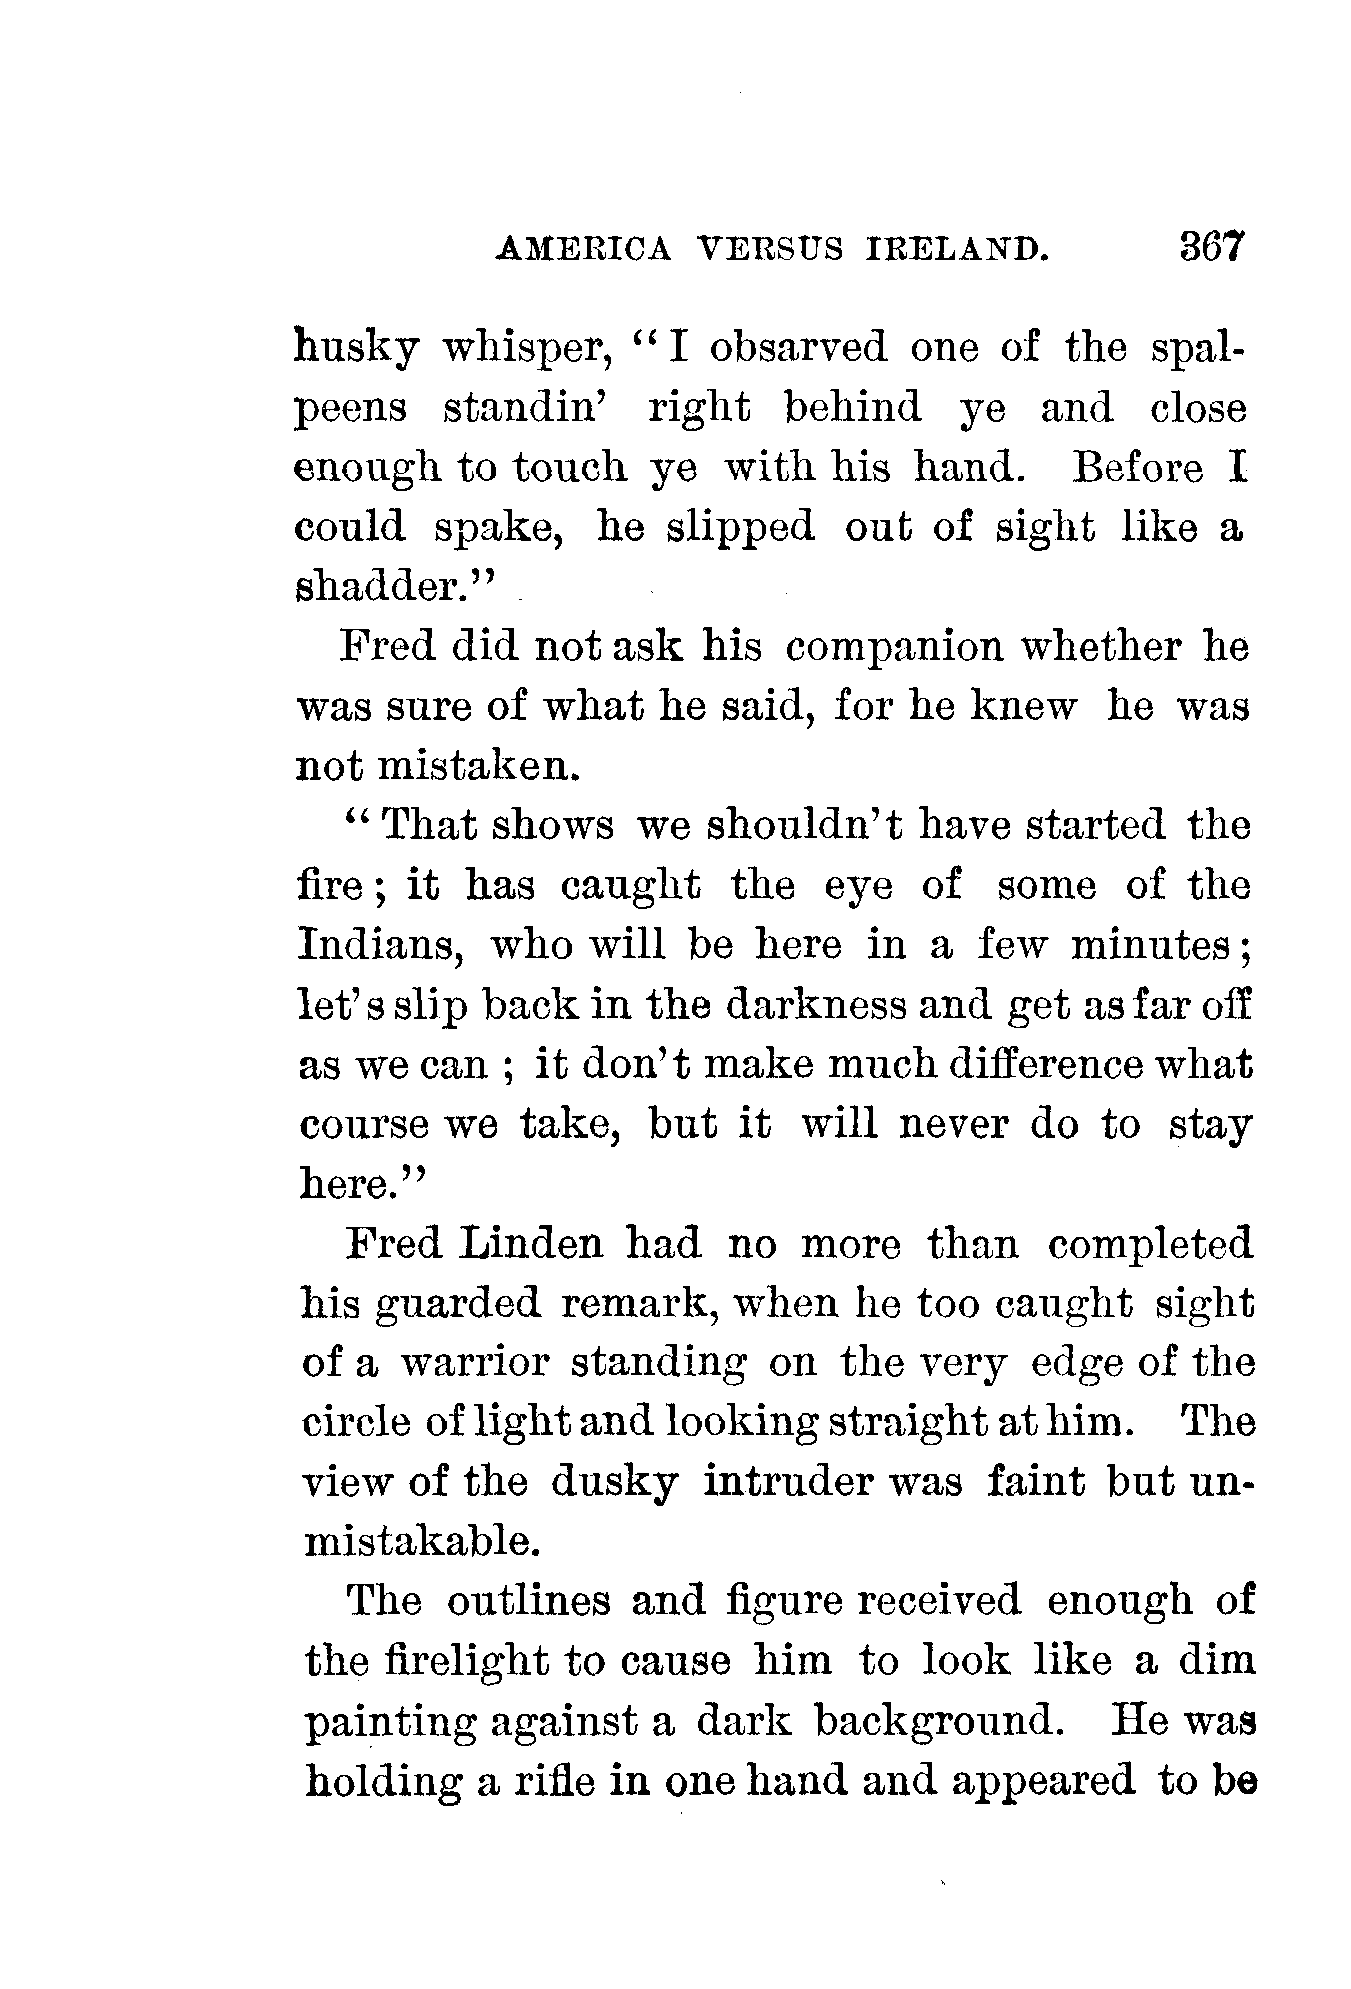 AMERICA VERSUS IRELAND. 367
husky whisper, "I obsarved one of the spal-
peens standin' right behind ye and close
enough to touch ye with his hand. Before I
could spake, he slipped out of sight like a
shadder."
Fred did not ask his companion whether he
was sure of what he said, for he knew he was
not mistaken.
"That shows we shouldn't have started the
fire; it has caught the eye of some of the
Indians, who will be here in a few minutes;
let's slip back in the darkness and get as far off
as we can; it don't make much difference what
course we take, but it will never do to stay
here."
Fred Linden had no more than completed
his guarded remark, when he too caught sight
of a warrior standing on the very edge of the
circle of light and looking straight at him. The
view of the dusky intruder was faint but un-
mistakable.
The outlines and figure received enough of
the firelight to cause him to look like a dim
painting against a dark background. He was
holding a rifle in one hand and appeared to be